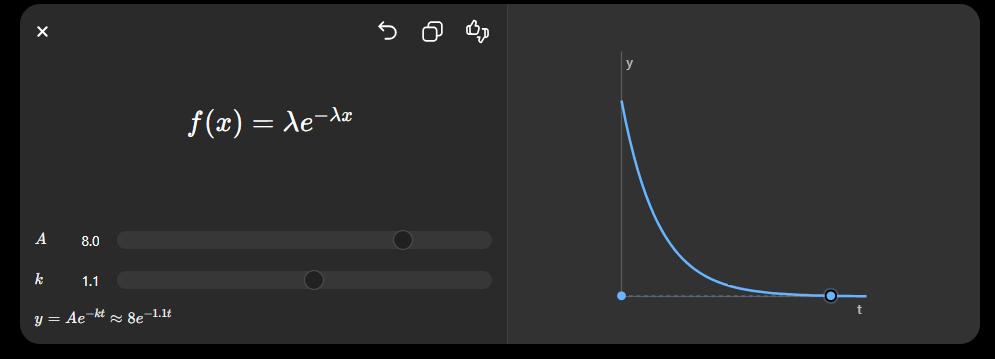 f(x) = λe^{−λx}
A 8.0
k 1.1
y = Ae^{−kt} ≈ 8e^{−1.1t}
y
t